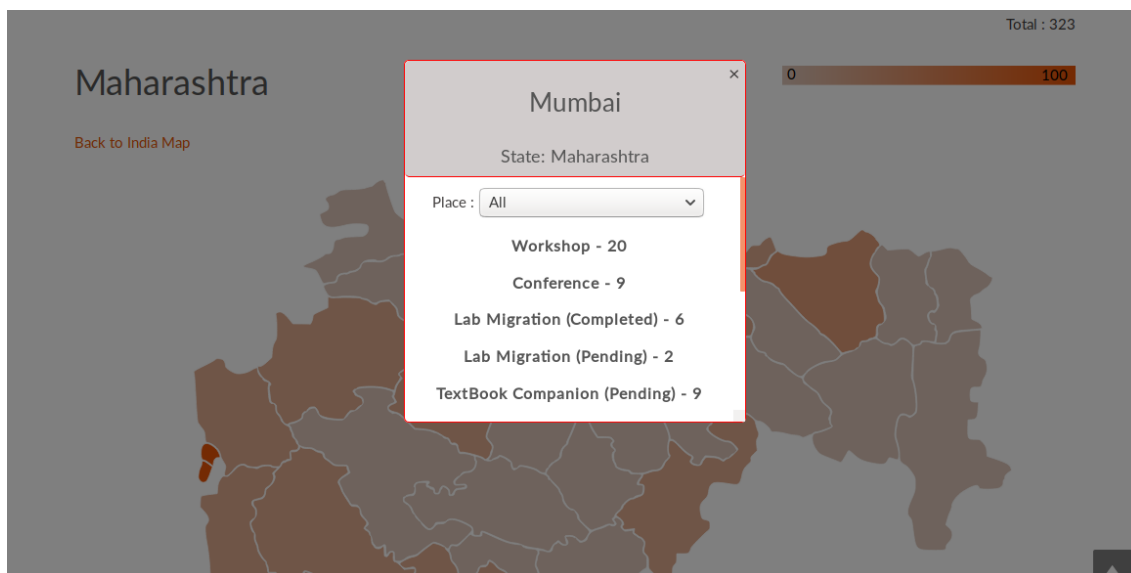 Total : 323
Maharashtra
0 100
Back to India Map
×
Mumbai
State: Maharashtra
Place : All
Workshop - 20
Conference - 9
Lab Migration (Completed) - 6
Lab Migration (Pending) - 2
TextBook Companion (Pending) - 9